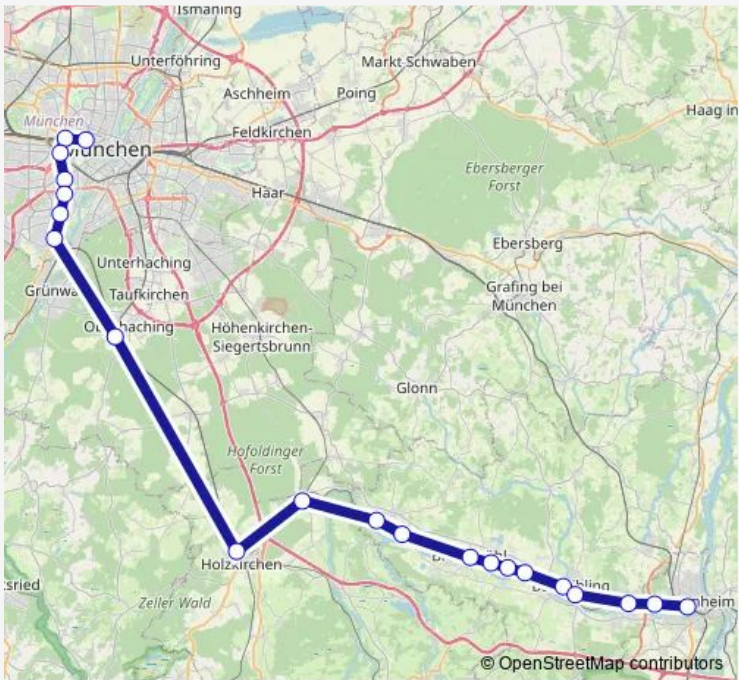 Ismaning
Unterföhring
Markt Schwaben
Aschheim
Poing
Haag in
München
Feldkirchen
München
Ebersberger
Forst
Haar
Ebersberg
Unterhaching
Grafing bei
München
Grünwa
Taufkirchen
Höhenkirchen-
Siegertsbrunn
Glonn
Hofoldinger
Forst
Holzkirchen
Zeller Wald
© OpenStreetMap contributors